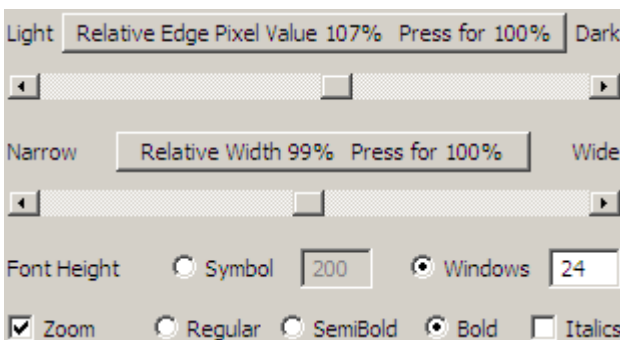 Light Relative Edge Pixel Value 107% Press for 100% Dark
Narrow Relative Width 99% Press for 100% Wide
Font Height Symbol 200 Windows 24
Zoom Regular SemiBold Bold Italics